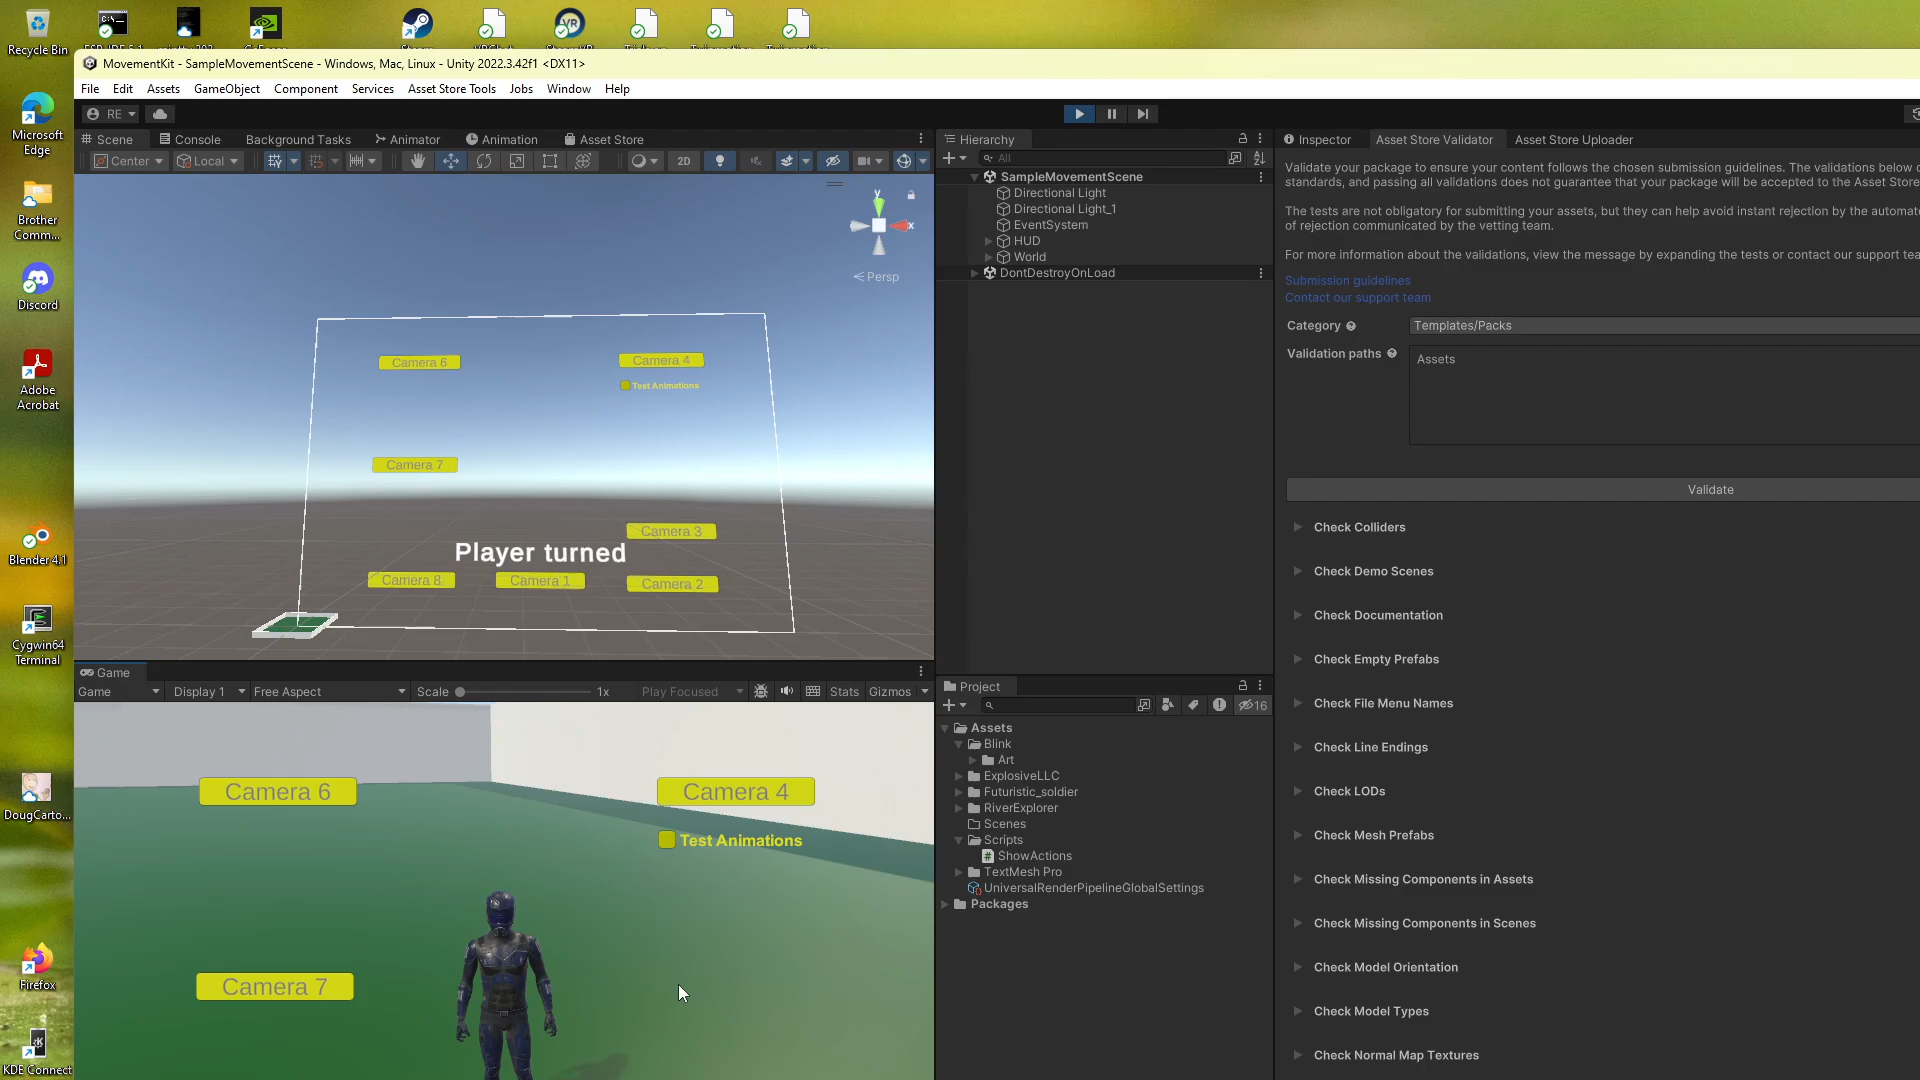 Recycle Bin
Microsoft
Edge
Brother
Comm...
Discord
Adobe
Acrobat
Blender 4.1
Cygwin64
Terminal
DougCarto...
Firefox
KDE Connect
MovementKit - SampleMovementScene - Windows, Mac, Linux - Unity 2022.3.42f1 <DX11>
File Edit Assets GameObject Component Services Asset Store Tools Jobs Window Help
RE
Scene Console Background Tasks Animator Animation Asset Store
Center Local 2D
y
x
Persp
Camera 6
Camera 4
Test Animations
Camera 7
Camera 3
Player turned
Camera 8
Camera 1
Camera 2
Game
Game Display 1 Free Aspect Scale 1x Play Focused Stats Gizmos
Camera 6
Camera 4
Test Animations
Camera 7
Hierarchy
All
SampleMovementScene
Directional Light
Directional Light_1
EventSystem
HUD
World
DontDestroyOnLoad
Project
16
Assets
Blink
Art
ExplosiveLLC
Futuristic_soldier
RiverExplorer
Scenes
Scripts
ShowActions
TextMesh Pro
UniversalRenderPipelineGlobalSettings
Packages
Inspector Asset Store Validator Asset Store Uploader
Validate your package to ensure your content follows the chosen submission guidelines. The validations below
standards, and passing all validations does not guarantee that your package will be accepted to the Asset Store
The tests are not obligatory for submitting your assets, but they can help avoid instant rejection by the
of rejection communicated by the vetting team.
For more information about the validations, view the message by expanding the tests or contact our support
Submission guidelines
Contact our support team
Category Templates/Packs
Validation paths Assets
Validate
Check Colliders
Check Demo Scenes
Check Documentation
Check Empty Prefabs
Check File Menu Names
Check Line Endings
Check LODs
Check Mesh Prefabs
Check Missing Components in Assets
Check Missing Components in Scenes
Check Model Orientation
Check Model Types
Check Normal Map Textures